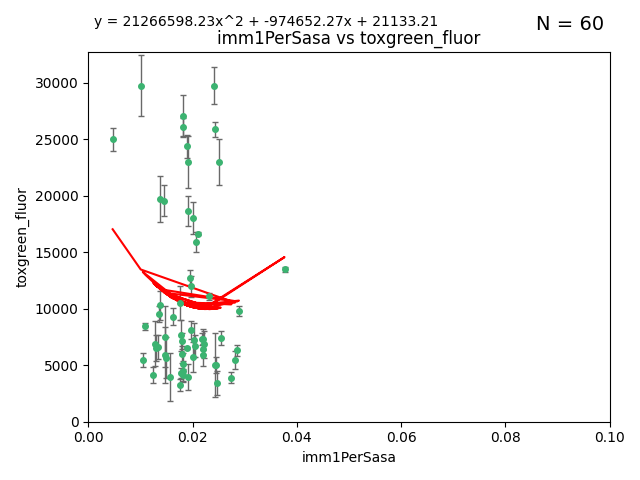 y = 21266598.23x^2 + -974652.27x + 21133.21
N = 60
imm1PerSasa vs toxgreen_fluor
30000
25000
20000
15000
10000
5000
0
toxgreen_fluor
0.00 0.02 0.04 0.06 0.08 0.10
imm1PerSasa